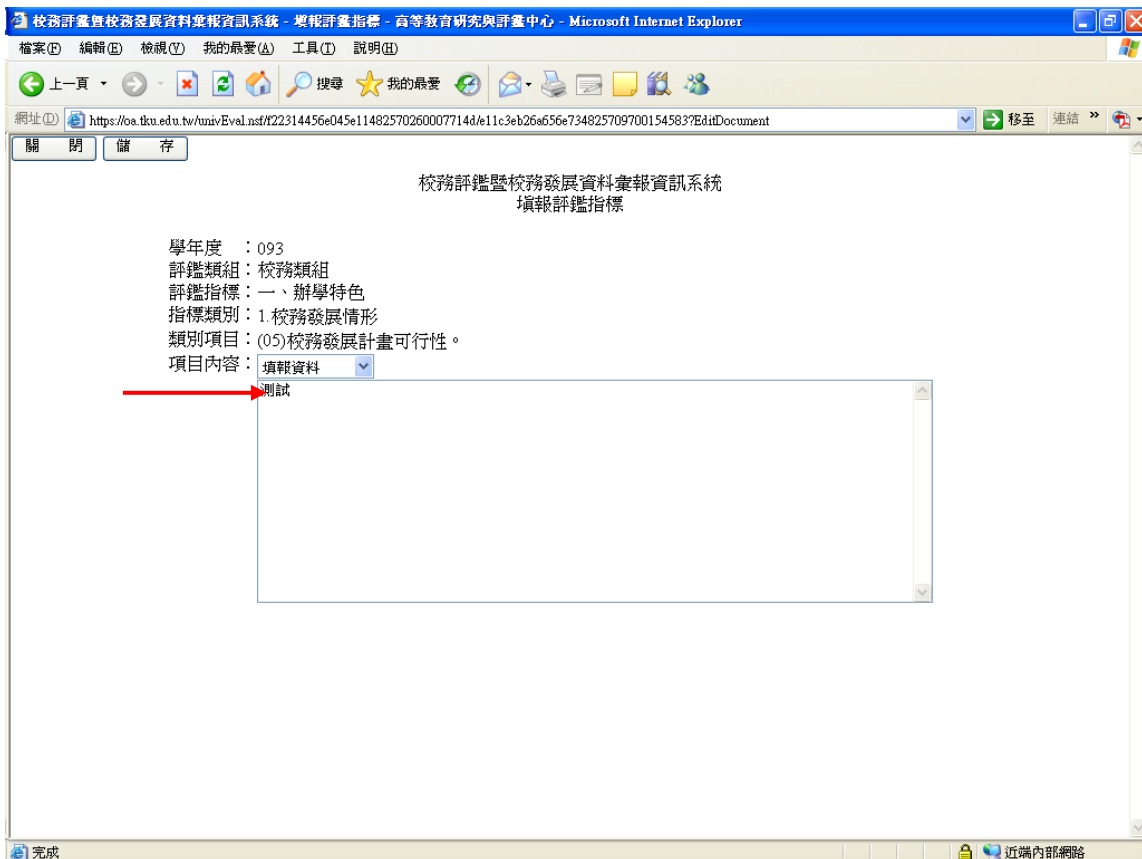 校務評鑑暨校務發展資料彙報資訊系統 - 填報評鑑指標 - 高等教育研究與評鑑中心 - Microsoft Internet Explorer
檔案(F) 編輯(E) 檢視(V) 我的最愛(A) 工具(T) 說明(H)
上一頁 搜尋 我的最愛
網址(D) https://oa.tku.edu.tw/univEval.nsf/f22314456e045e11482570260007714d/e11c3eb26a656e734825709700154583?EditDocument 移至 連結 »
關 閉 儲 存
校務評鑑暨校務發展資料彙報資訊系統
填報評鑑指標
學年度 : 093
評鑑類組 : 校務類組
評鑑指標 : 一、辦學特色
指標類別 : 1.校務發展情形
類別項目 : (05)校務發展計畫可行性。
項目內容 : 填報資料
測試
完成 近端內部網路